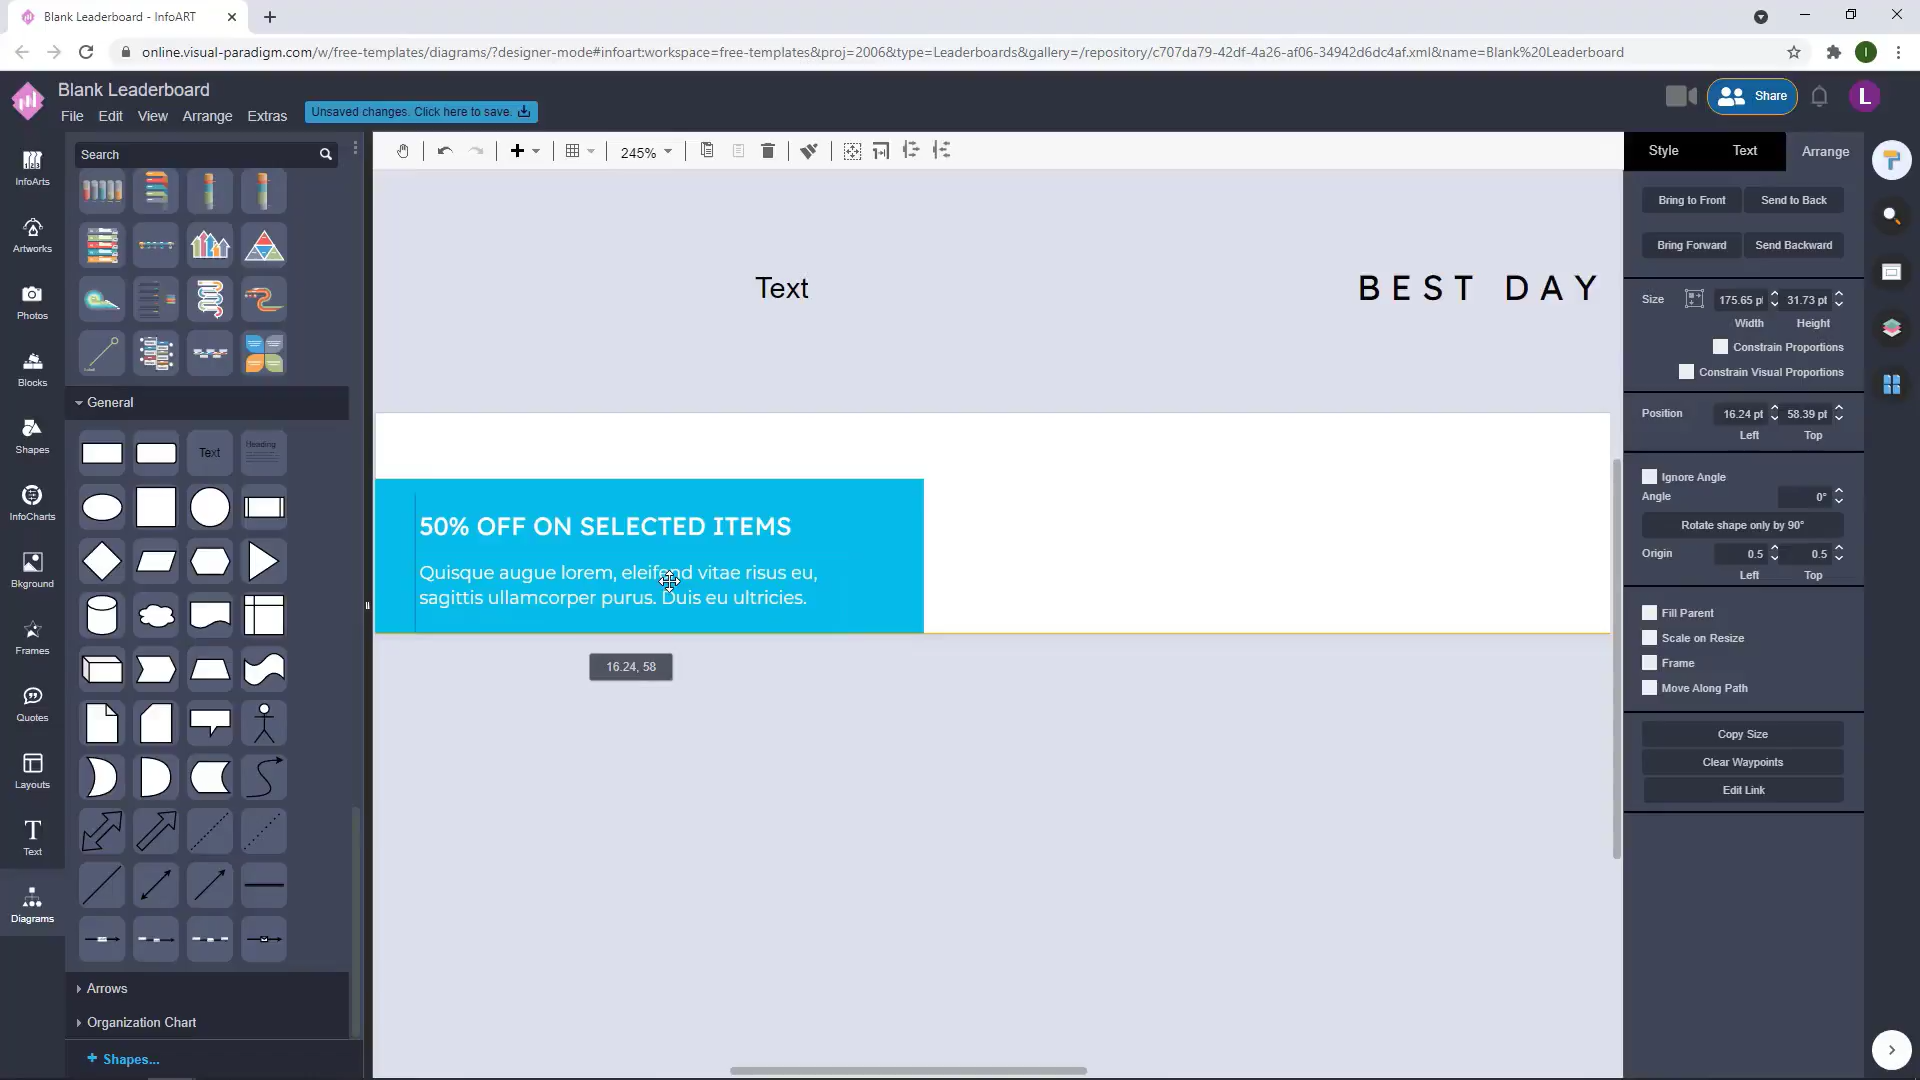 Blank Leaderboard - InfoART
online.visual-paradigm.com/w/free-templates/diagrams/?designer-mode#infoart:workspace=free-templates&proj=2006&type=Leaderboards&gallery=/repository/c707da79-42df-4a26-af06-34942d6dc4af.xml&name=Blank%20Leaderboard
I
Blank Leaderboard
File Edit View Arrange Extras
Unsaved changes. Click here to save.
Share
L
InfoArts
Artworks
Photos
Blocks
Shapes
InfoCharts
Bkground
Frames
Quotes
Layouts
Text
Diagrams
Search
General
Text
Heading
Arrows
Organization Chart
+ Shapes...
245%
Text
BEST DAY
50% OFF ON SELECTED ITEMS
Quisque augue lorem, eleifend vitae risus eu,
sagittis ullamcorper purus. Duis eu ultricies.
16.24, 58
Style Text Arrange
Bring to Front Send to Back
Bring Forward Send Backward
Size 175.65 pt 31.73 pt
Width Height
Constrain Proportions
Constrain Visual Proportions
Position 16.24 pt 58.39 pt
Left Top
Ignore Angle
Angle 0°
Rotate shape only by 90°
Origin 0.5 0.5
Left Top
Fill Parent
Scale on Resize
Frame
Move Along Path
Copy Size
Clear Waypoints
Edit Link